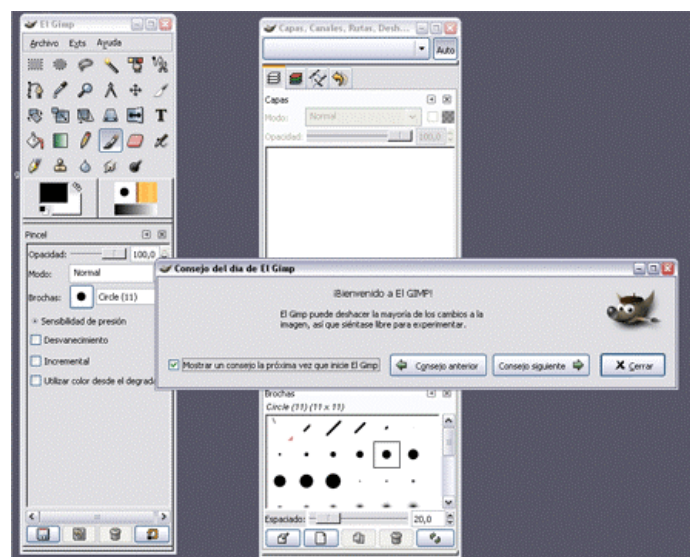 El Gimp
Archivo Exts Ayuda
T
Pincel
Opacidad: 100,0
Modo: Normal
Brochas: Circle (11)
Sensibilidad de presión
Desvanecimiento
Incremental
Utilizar color desde el degrada
Capas, Canales, Rutas, Desh...
Auto
Capas
Modo: Normal
Opacidad: 100,0
Consejo del día de El Gimp
¡Bienvenido a El GIMP!
El Gimp puede deshacer la mayoría de los cambios a la
imagen, así que siéntase libre para experimentar.
Mostrar un consejo la próxima vez que inicie El Gimp
Consejo anterior
Consejo siguiente
Cerrar
Brochas
Circle (11) (11 x 11)
Espaciado: 20,0